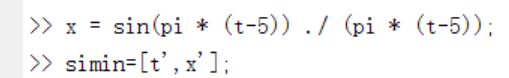 >> x = sin(pi * (t-5)) ./ (pi * (t-5));
>> simin=[t',x'];